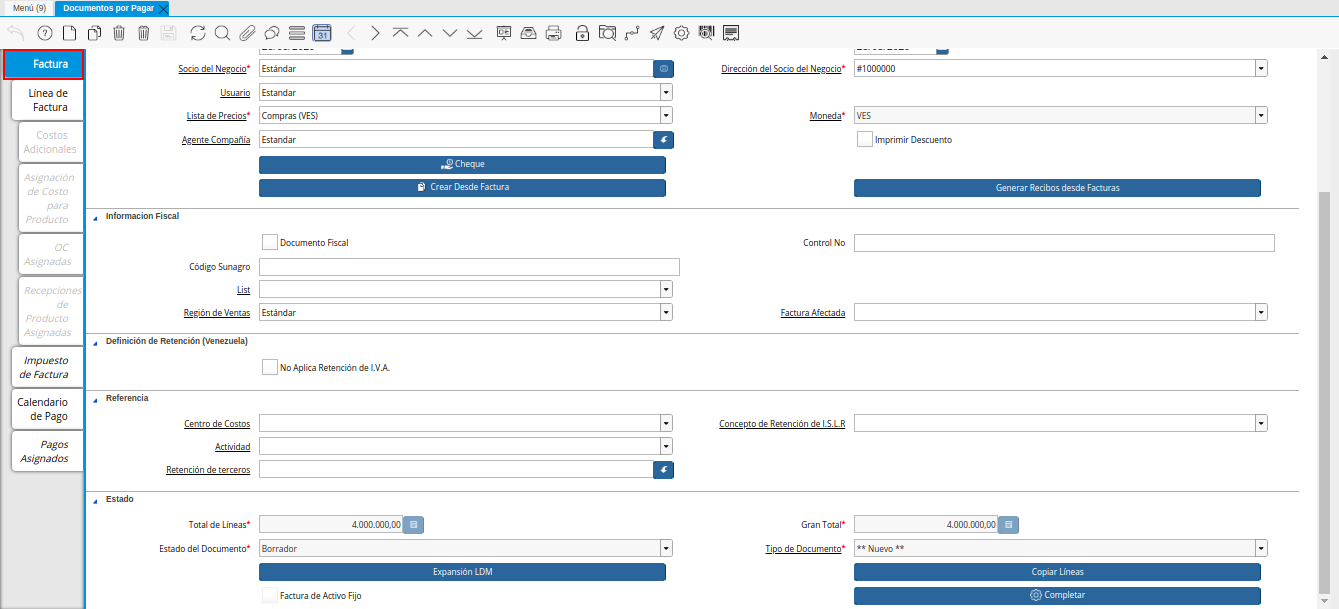 Menú (9) Documentos por Pagar
31
Factura
Línea de
Factura
Costos
Adicionales
Asignación
de Costo
para
Producto
OC
Asignadas
Recepciones
de
Producto
Asignadas
Impuesto
de Factura
Calendario
de Pago
Pagos
Asignados
Socio del Negocio* Estándar Dirección del Socio del Negocio* #1000000
Usuario Estandar
Lista de Precios* Compras (VES) Moneda* VES
Agente Compañía Estandar Imprimir Descuento
Cheque
Crear Desde Factura Generar Recibos desde Facturas
Informacion Fiscal
Documento Fiscal Control No
Código Sunagro
List
Región de Ventas Estándar Factura Afectada
Definición de Retención (Venezuela)
No Aplica Retención de I.V.A.
Referencia
Centro de Costos Concepto de Retención de I.S.L.R
Actividad
Retención de terceros
Estado
Total de Líneas* 4.000.000,00 Gran Total* 4.000.000,00
Estado del Documento* Borrador Tipo de Documento* ** Nuevo **
Expansión LDM Copiar Líneas
Factura de Activo Fijo Completar